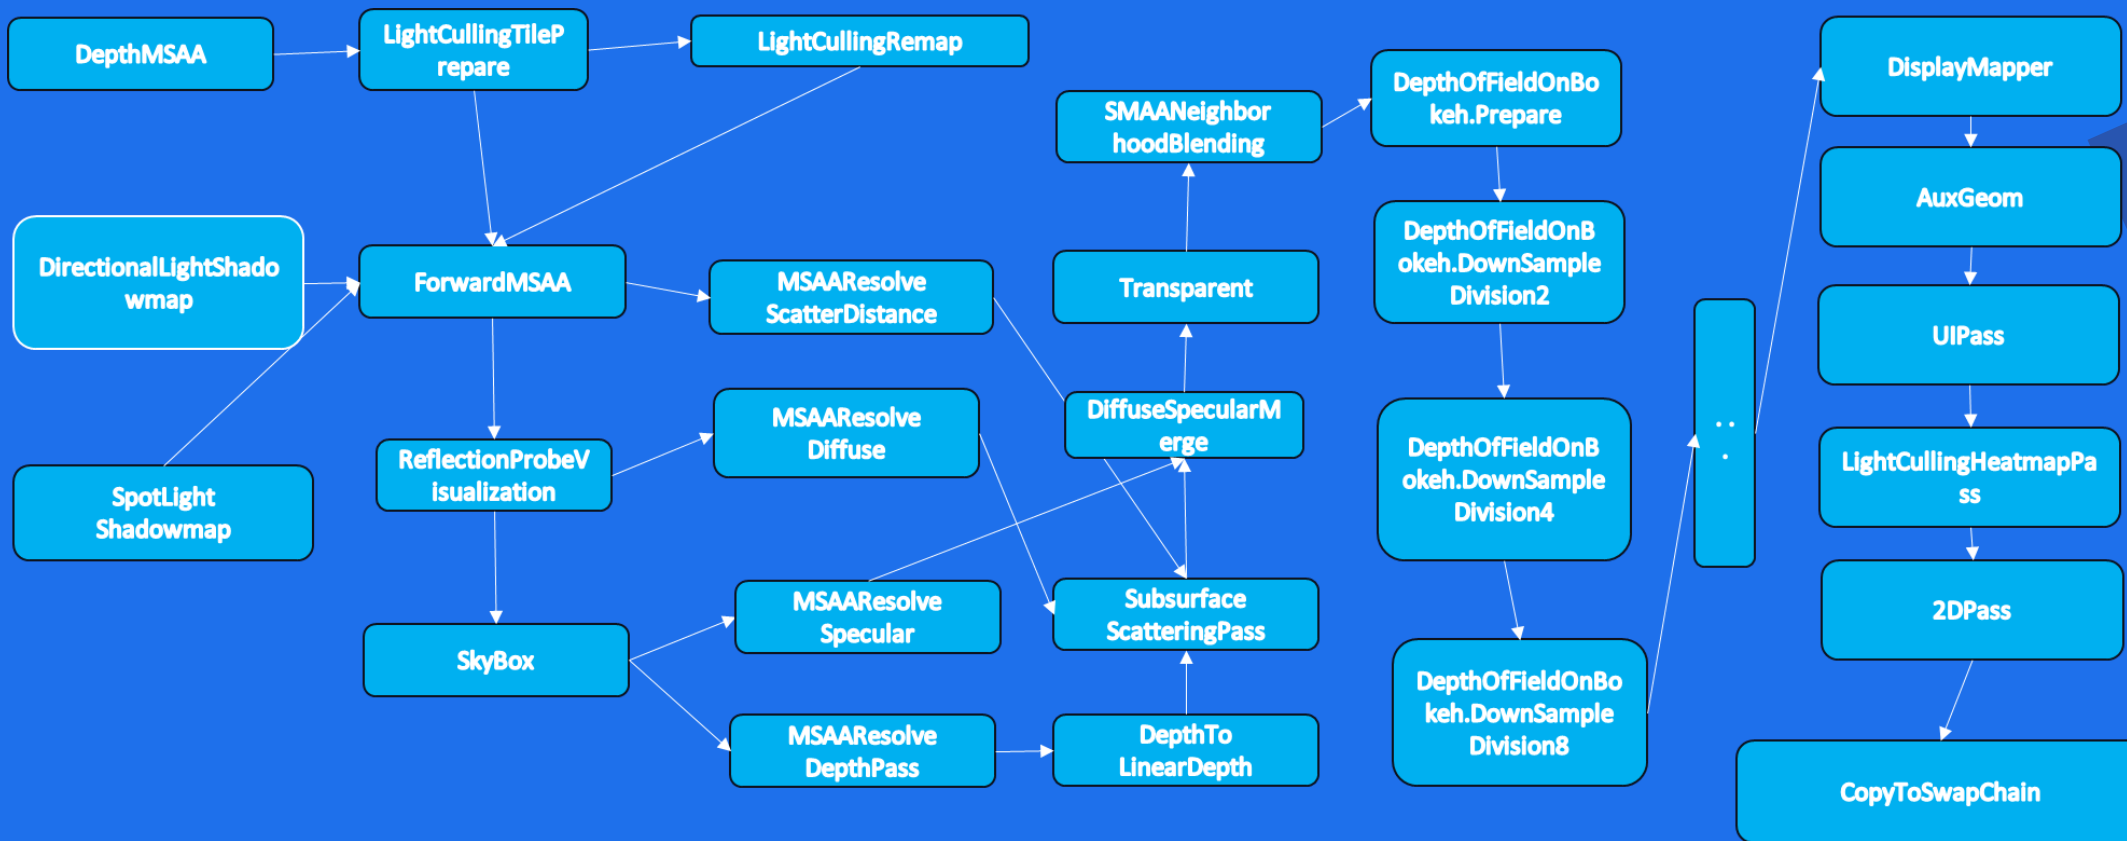 DepthMSAA
LightCullingTileP
repare
LightCullingRemap
DirectionalLightShado
wmap
ForwardMSAA
SpotLight
Shadowmap
ReflectionProbeV
isualization
SkyBox
MSAAResolve
ScatterDistance
MSAAResolve
Diffuse
MSAAResolve
Specular
MSAAResolve
DepthPass
SMAANeighbor
hoodBlending
Transparent
DiffuseSpecularM
erge
Subsurface
ScatteringPass
DepthTo
LinearDepth
DepthOfFieldOnBo
keh.Prepare
DepthOfFieldOnB
okeh.DownSample
Division2
DepthOfFieldOnB
okeh.DownSample
Division4
DepthOfFieldOnBo
keh.DownSample
Division8
..
.
DisplayMapper
AuxGeom
UIPass
LightCullingHeatmapPa
ss
2DPass
CopyToSwapChain